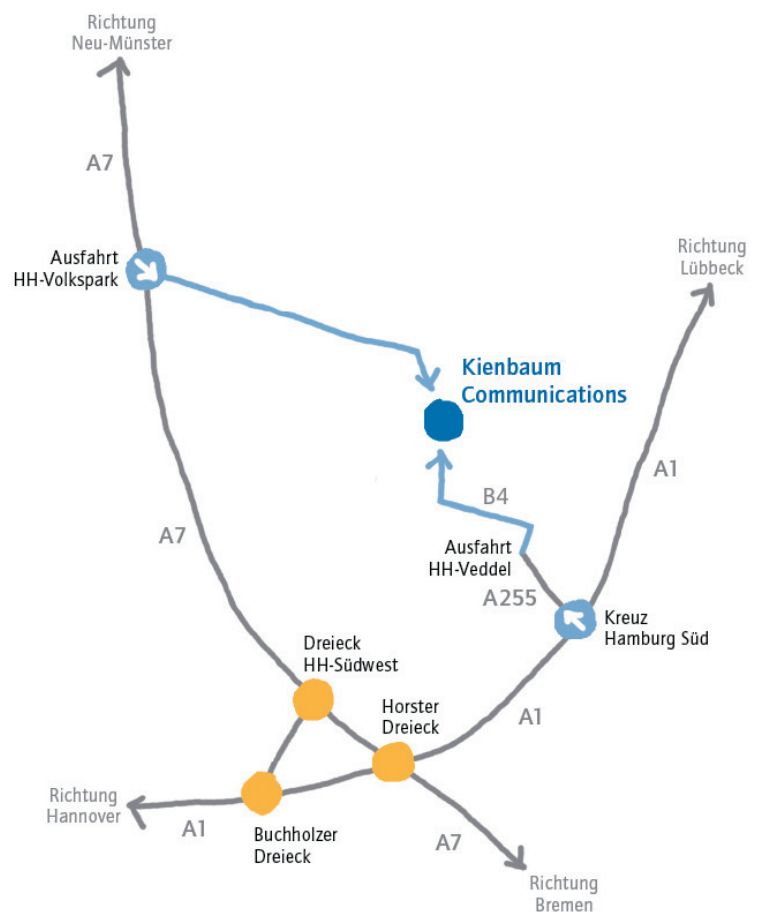 Richtung
Neu-Münster
A7
Ausfahrt
HH-Volkspark
Richtung
Lübbeck
Kienbaum
Communications
A1
B4
A7
Ausfahrt
HH-Veddel
A255
Kreuz
Hamburg Süd
Dreieck
HH-Südwest
Horster
Dreieck
A1
Richtung
Hannover
A1
Buchholzer
Dreieck
A7
Richtung
Bremen